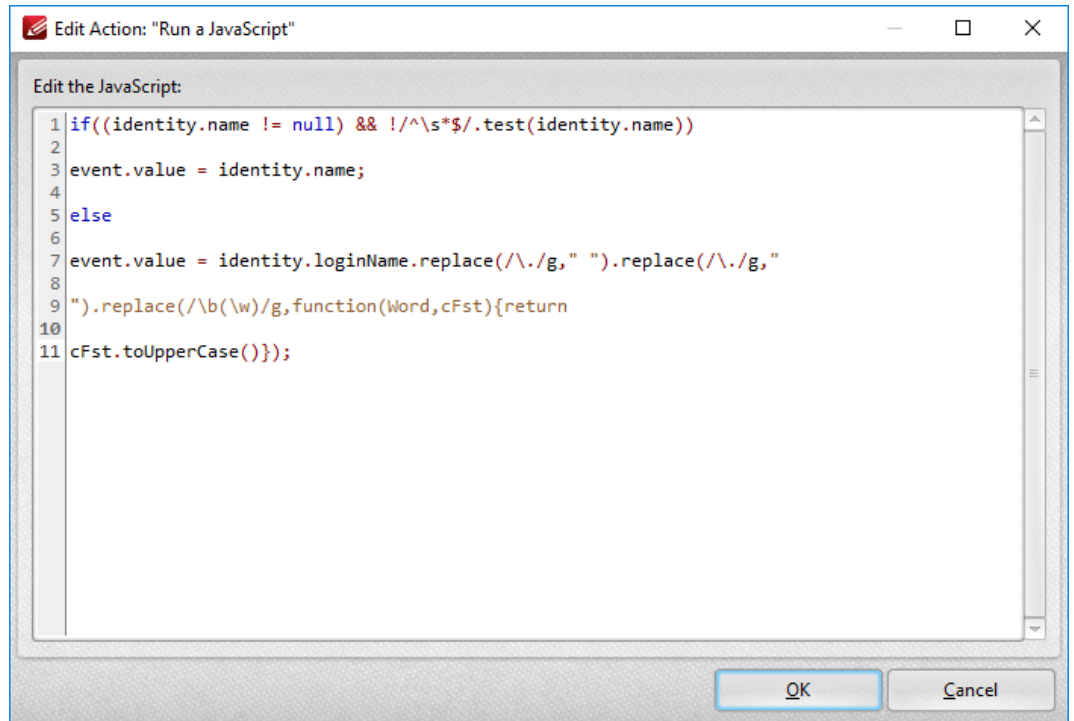 Edit Action: "Run a JavaScript"
Edit the JavaScript:
1 if((identity.name != null) && !/^\s*$/.test(identity.name))
2
3 event.value = identity.name;
4
5 else
6
7 event.value = identity.loginName.replace(/\./g," ").replace(/\./g,"
8
9 ").replace(/\b(\w)/g,function(Word,cFst){return
10
11 cFst.toUpperCase()});
OK Cancel